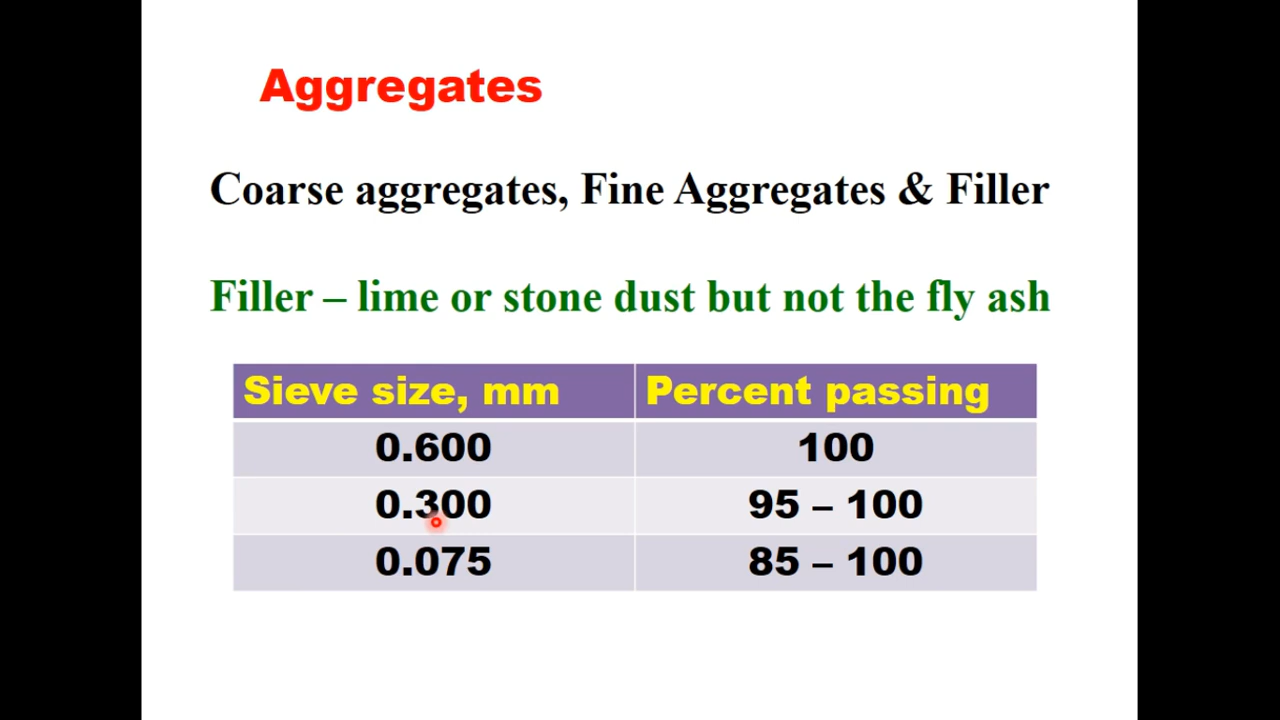 Aggregates
Coarse aggregates, Fine Aggregates & Filler
Filler – lime or stone dust but not the fly ash
Sieve size, mm Percent passing
0.600 100
0.300 95 – 100
0.075 85 – 100